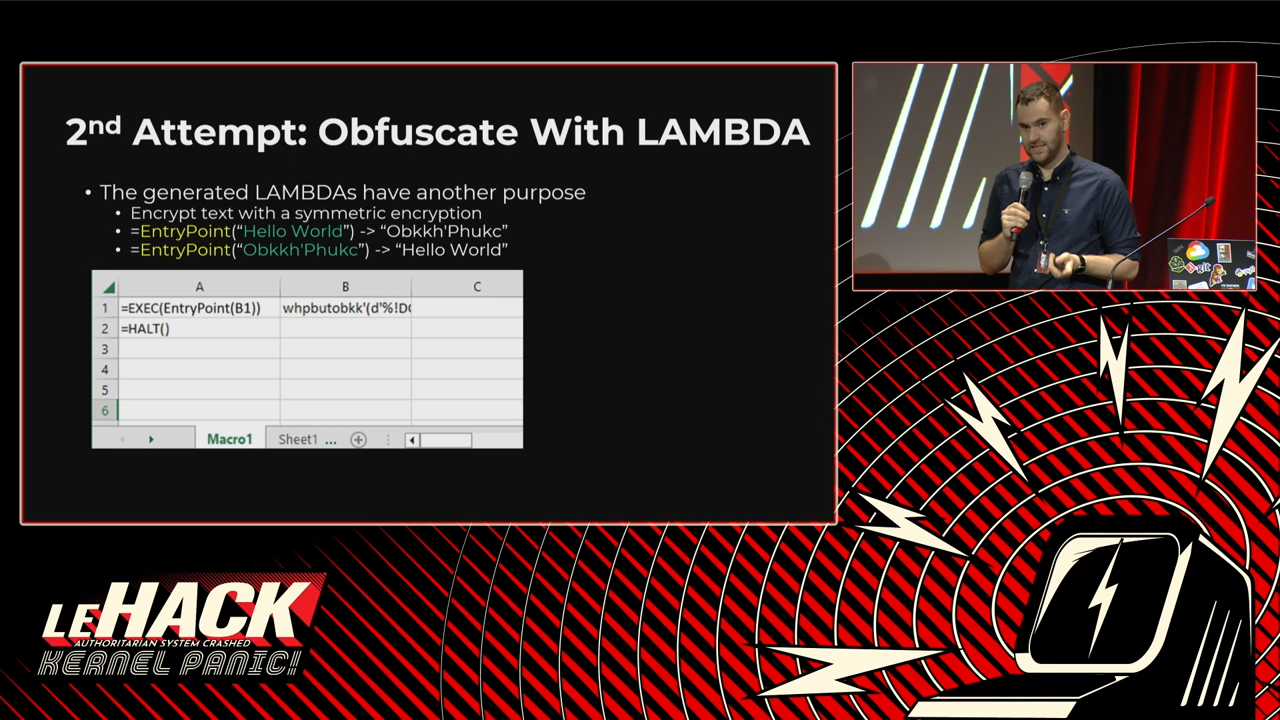 2nd Attempt: Obfuscate With LAMBDA
• The generated LAMBDAs have another purpose
• Encrypt text with a symmetric encryption
• =EntryPoint(“Hello World”) -> “Obkkh'Phukc”
• =EntryPoint(“Obkkh'Phukc”) -> “Hello World”
A B C
1 =EXEC(EntryPoint(B1)) whpbutobkk'(d'%!D
2 =HALT()
3
4
5
6
Macro1 Sheet1 ...
git
LEHACK
AUTHORITARIAN SYSTEM CRASHED
KERNEL PANIC!